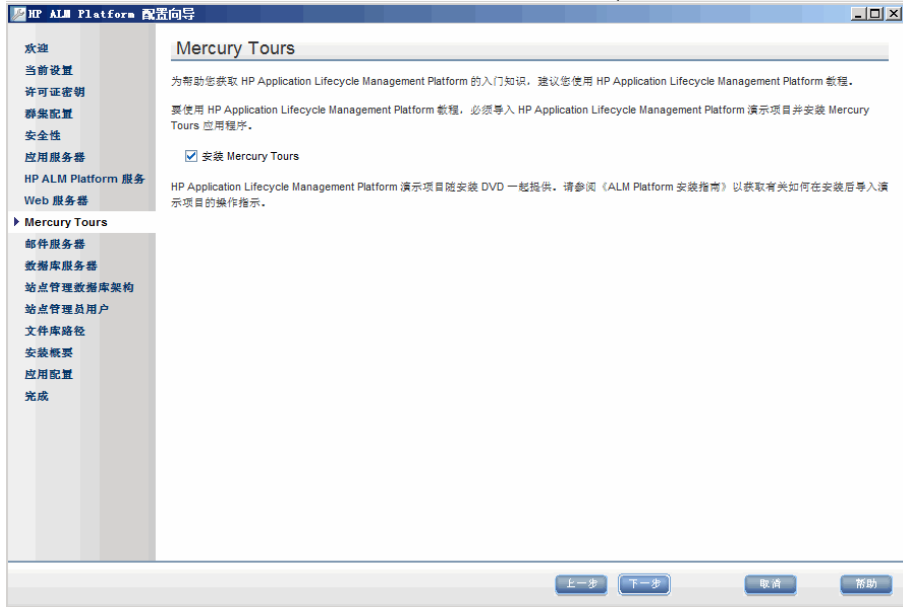 HP ALM Platform 配置向导
欢迎
当前设置
许可证密钥
群集配置
安全性
应用服务器
HP ALM Platform 服务
Web 服务器
Mercury Tours
邮件服务器
数据库服务器
站点管理数据库架构
站点管理员用户
文件库路径
安装概要
应用配置
完成
Mercury Tours
为帮助您获取 HP Application Lifecycle Management Platform 的入门知识，建议您使用 HP Application Lifecycle Management Platform 教程。
要使用 HP Application Lifecycle Management Platform 教程，必须导入 HP Application Lifecycle Management Platform 演示项目并安装 Mercury
Tours 应用程序。
安装 Mercury Tours
HP Application Lifecycle Management Platform 演示项目随安装 DVD 一起提供。请参阅《ALM Platform 安装指南》以获取有关如何在安装后导入演
示项目的操作指示。
上一步
下一步
取消
帮助